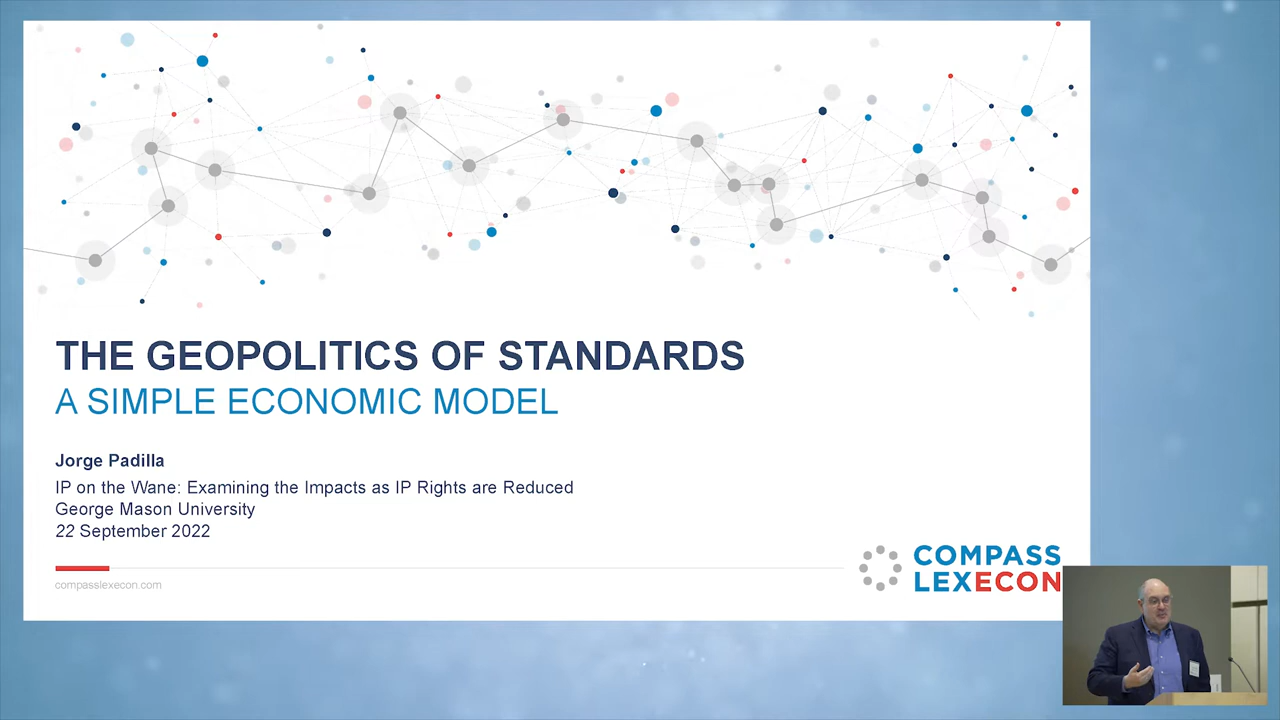 THE GEOPOLITICS OF STANDARDS
A SIMPLE ECONOMIC MODEL
Jorge Padilla
IP on the Wane: Examining the Impacts as IP Rights are Reduced
George Mason University
22 September 2022
compasslexecon.com
COMPASS
LEXECON